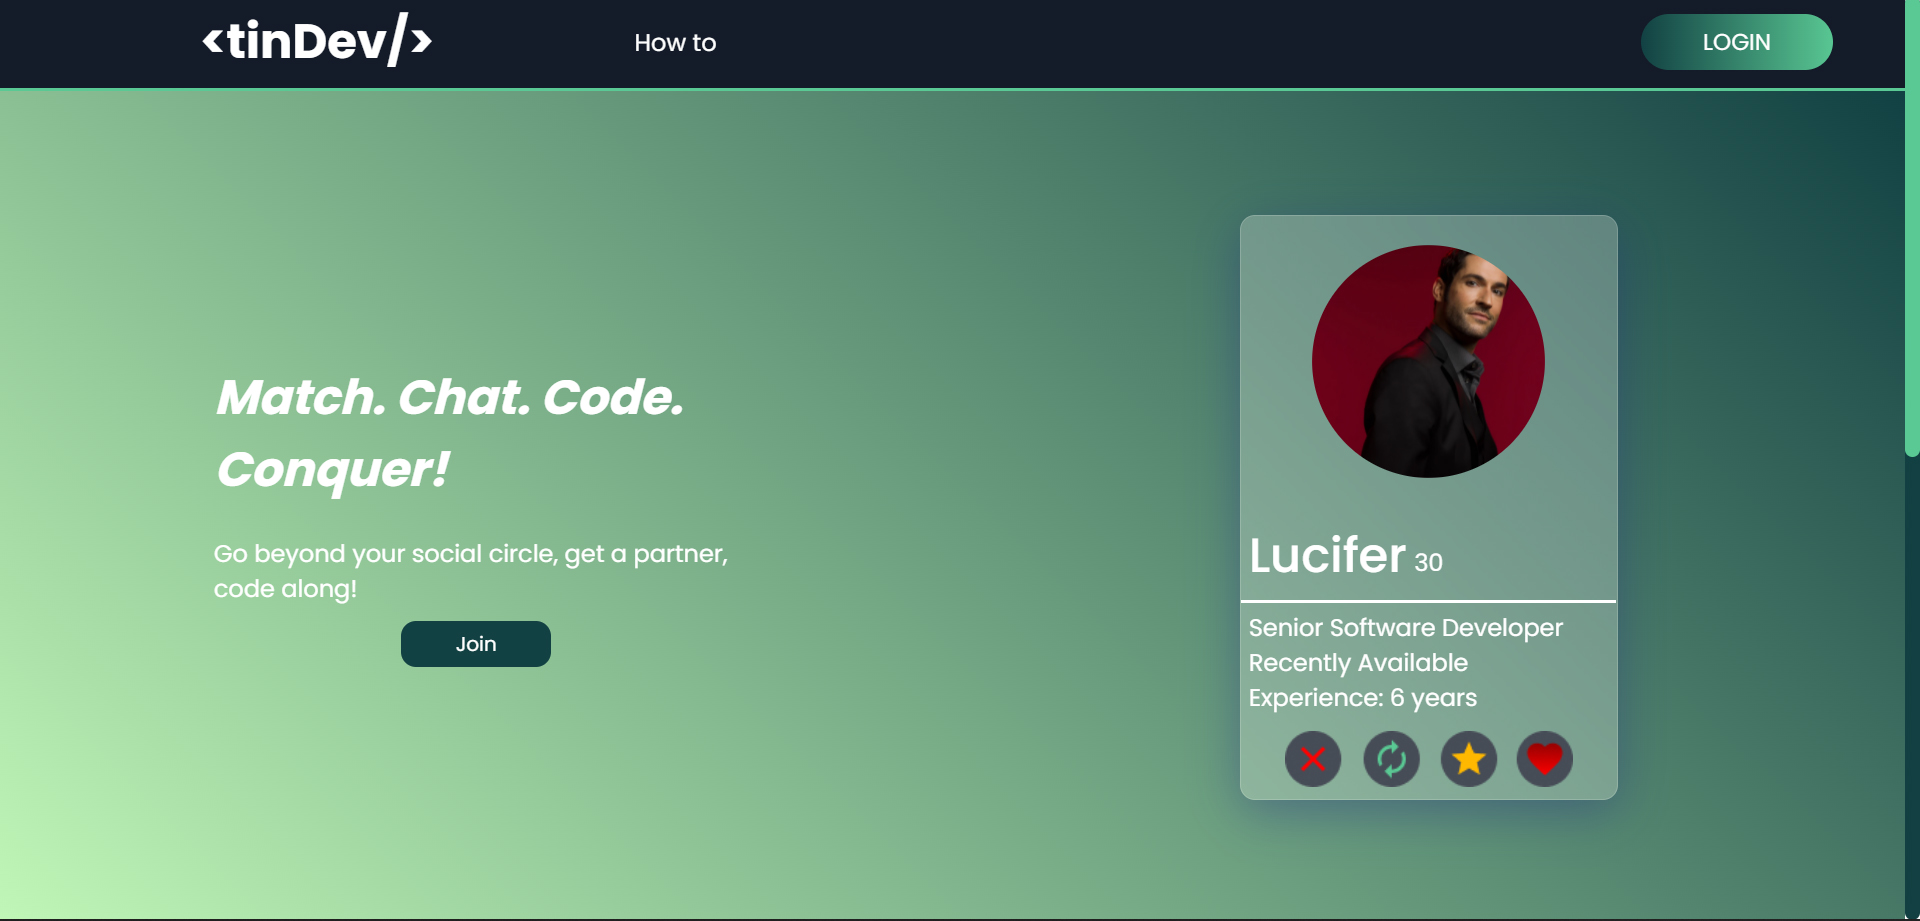 <tinDev/>
How to
LOGIN
Match. Chat. Code.
Conquer!
Go beyond your social circle, get a partner,
code along!
Join
Lucifer 30
Senior Software Developer
Recently Available
Experience: 6 years